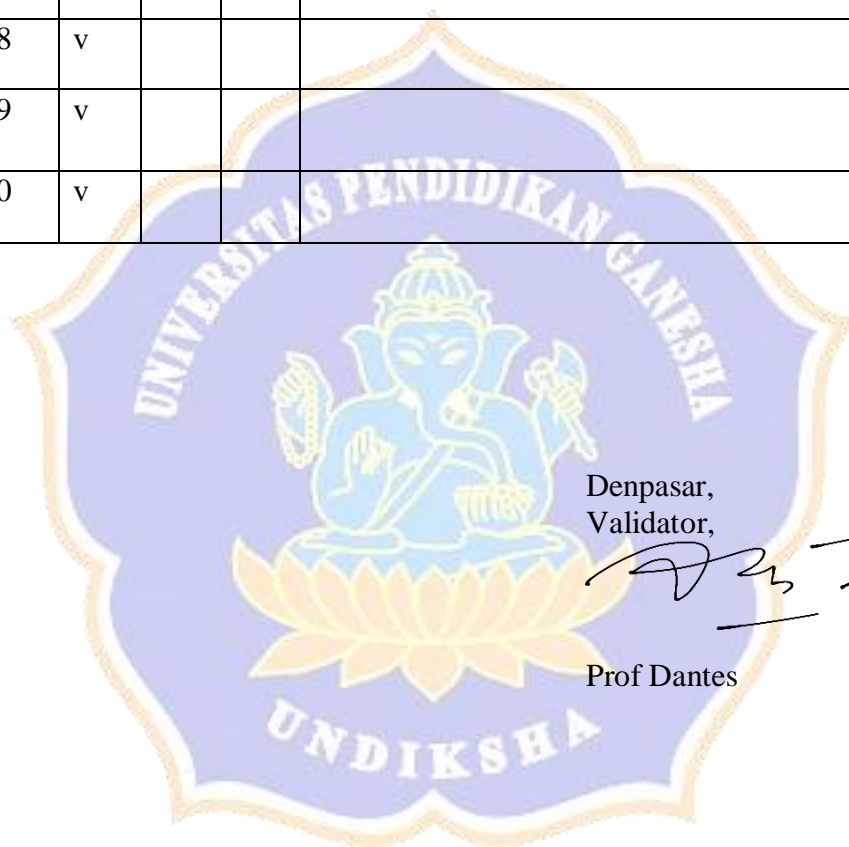 8 v
9 v
0 v
UNIVERSITAS PENDIDIKAN GANESHA
Denpasar,
Validator,
Prof Dantes
UNDIKSHA